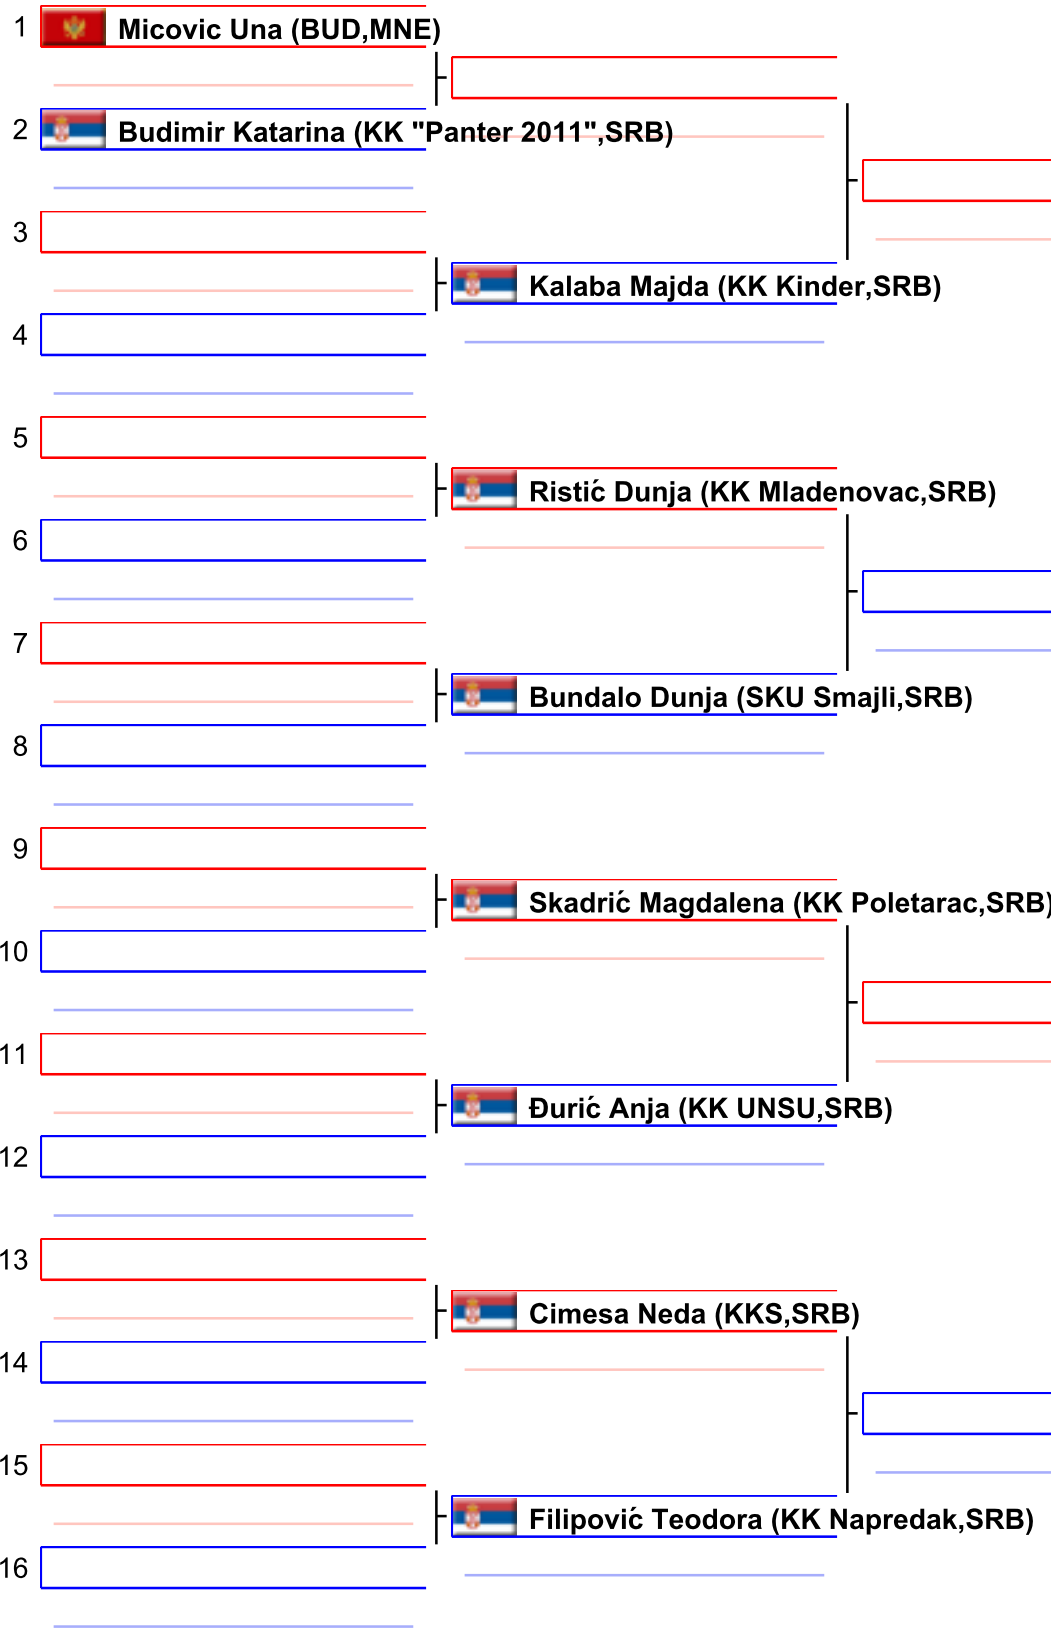 1 Micovic Una (BUD,MNE)
2 Budimir Katarina (KK "Panter 2011",SRB)
3
Kalaba Majda (KK Kinder,SRB)
4
5
Ristić Dunja (KK Mladenovac,SRB)
6
7
Bundalo Dunja (SKU Smajli,SRB)
8
9
Skadrić Magdalena (KK Poletarac,SRB)
10
11
Đurić Anja (KK UNSU,SRB)
12
13
Cimesa Neda (KKS,SRB)
14
15
Filipović Teodora (KK Napredak,SRB)
16